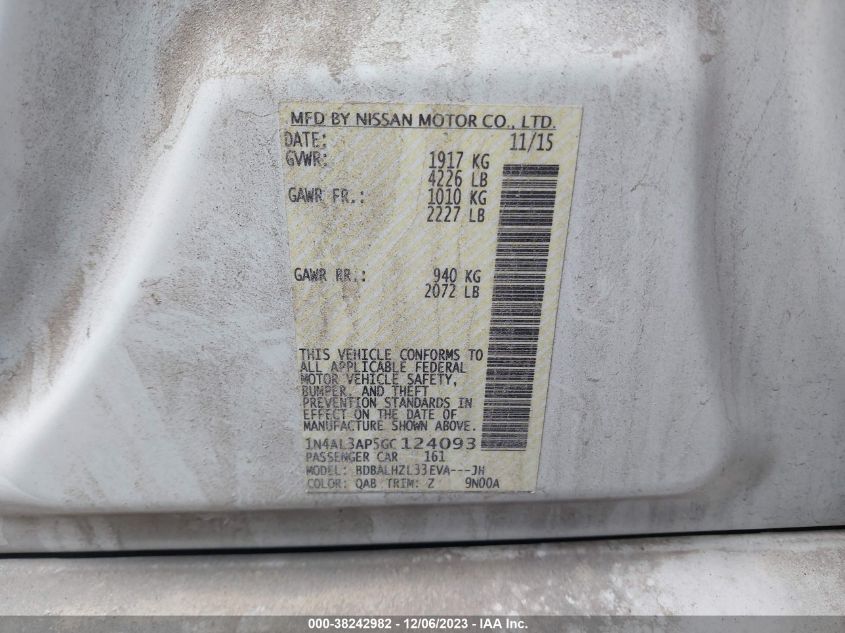 MFD BY NISSAN MOTOR CO., LTD.
DATE: 11/15
GVWR: 1917 KG
4226 LB
GAWR FR.: 1010 KG
2227 LB
GAWR RR.: 940 KG
2072 LB
THIS VEHICLE CONFORMS TO
ALL APPLICABLE FEDERAL
MOTOR VEHICLE SAFETY,
BUMPER, AND THEFT
PREVENTION STANDARDS IN
EFFECT ON THE DATE OF
MANUFACTURE SHOWN ABOVE.
1N4AL3AP5GC124093
PASSENGER CAR 161
MODEL: BDBALHZL33EVA---JH
COLOR: QAB TRIM: Z 9N00A
000-38242982 - 12/06/2023 - IAA Inc.